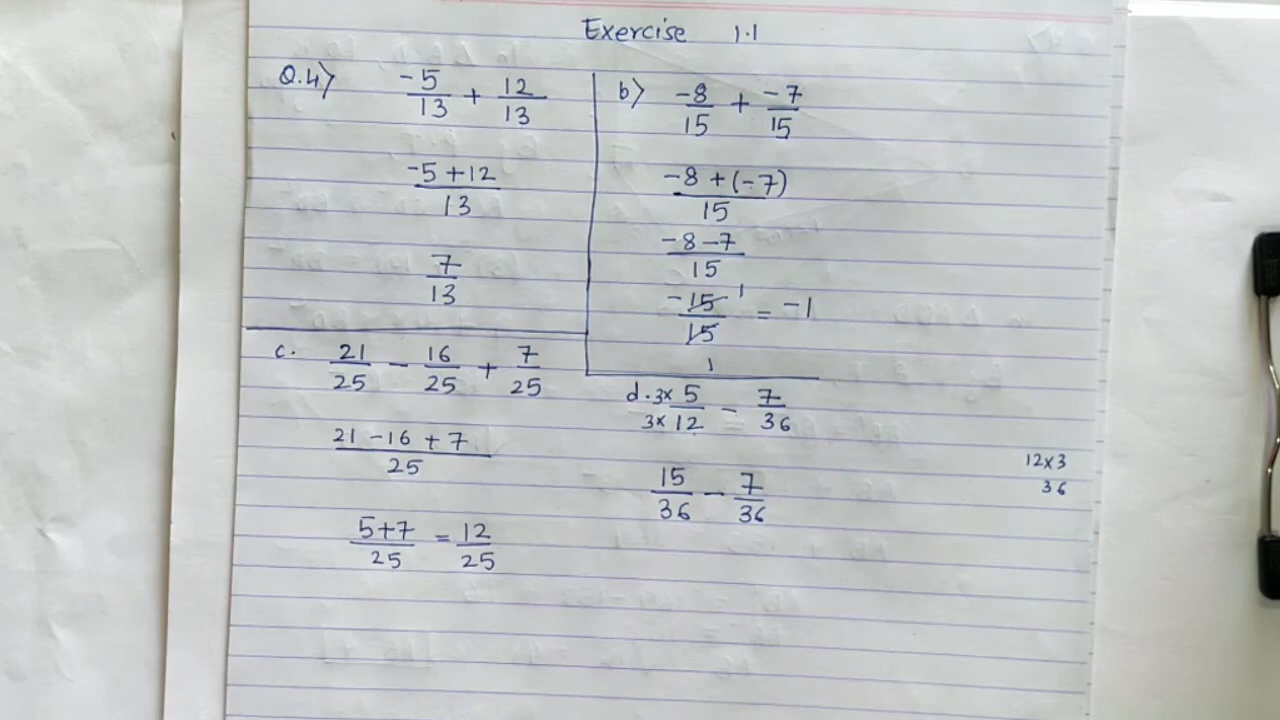 Exercise 1.1
Q.4) -5/13 + 12/13
-5+12/13
7/13
b) -8/15 + -7/15
-8+(-7)/15
-8-7/15
-15/15 = -1
1
1
c. 21/25 - 16/25 + 7/25
21-16+7/25
5+7/25 = 12/25
d. 3×5/3×12 - 7/36
15/36 - 7/36
12×3
36